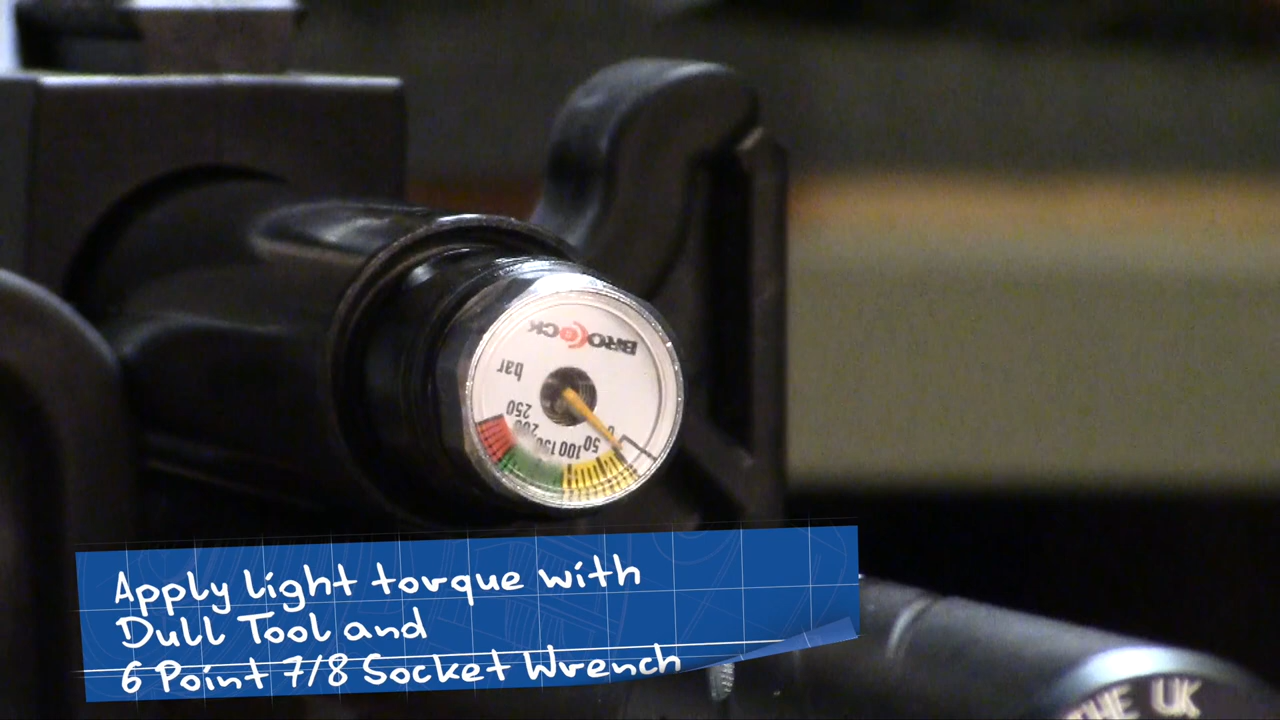 BROCOCK
bar
250
200
150
100
50
0
Apply light torque with
Dull Tool and
6 Point 7/8 Socket Wrench
THE UK